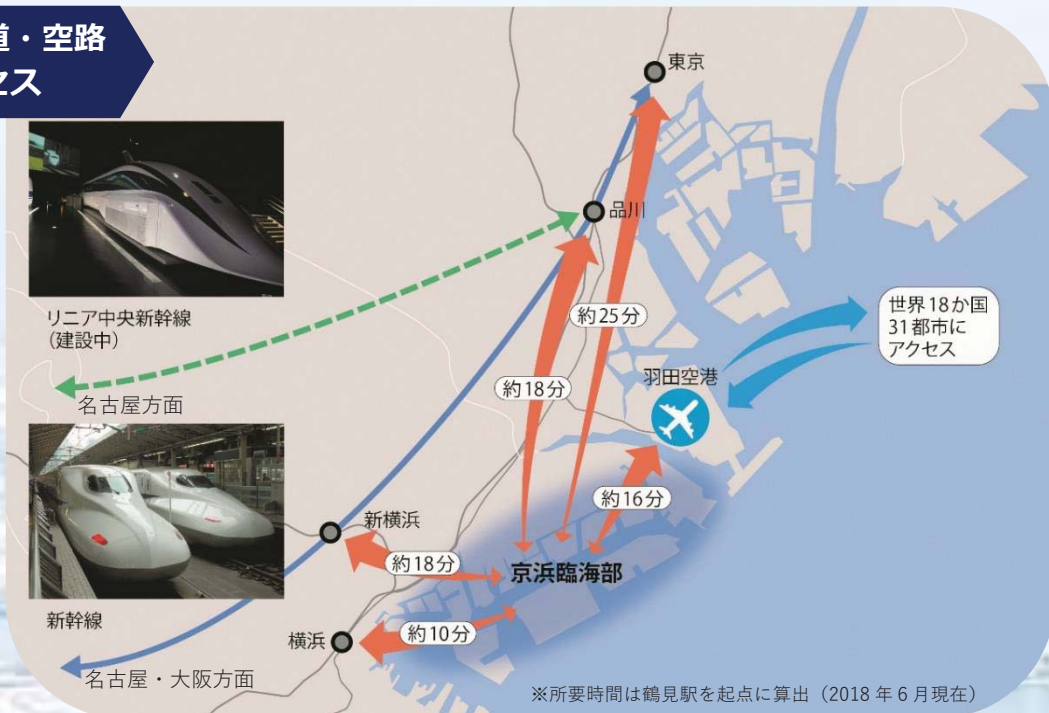 道・空路
セス
東京
品川
約25分
世界18か国
31都市に
アクセス
リニア中央新幹線
(建設中)
羽田空港
約18分
名古屋方面
約16分
新横浜
約18分
京浜臨海部
新幹線
横浜
約10分
名古屋・大阪方面
※所要時間は鶴見駅を起点に算出（2018年6月現在）